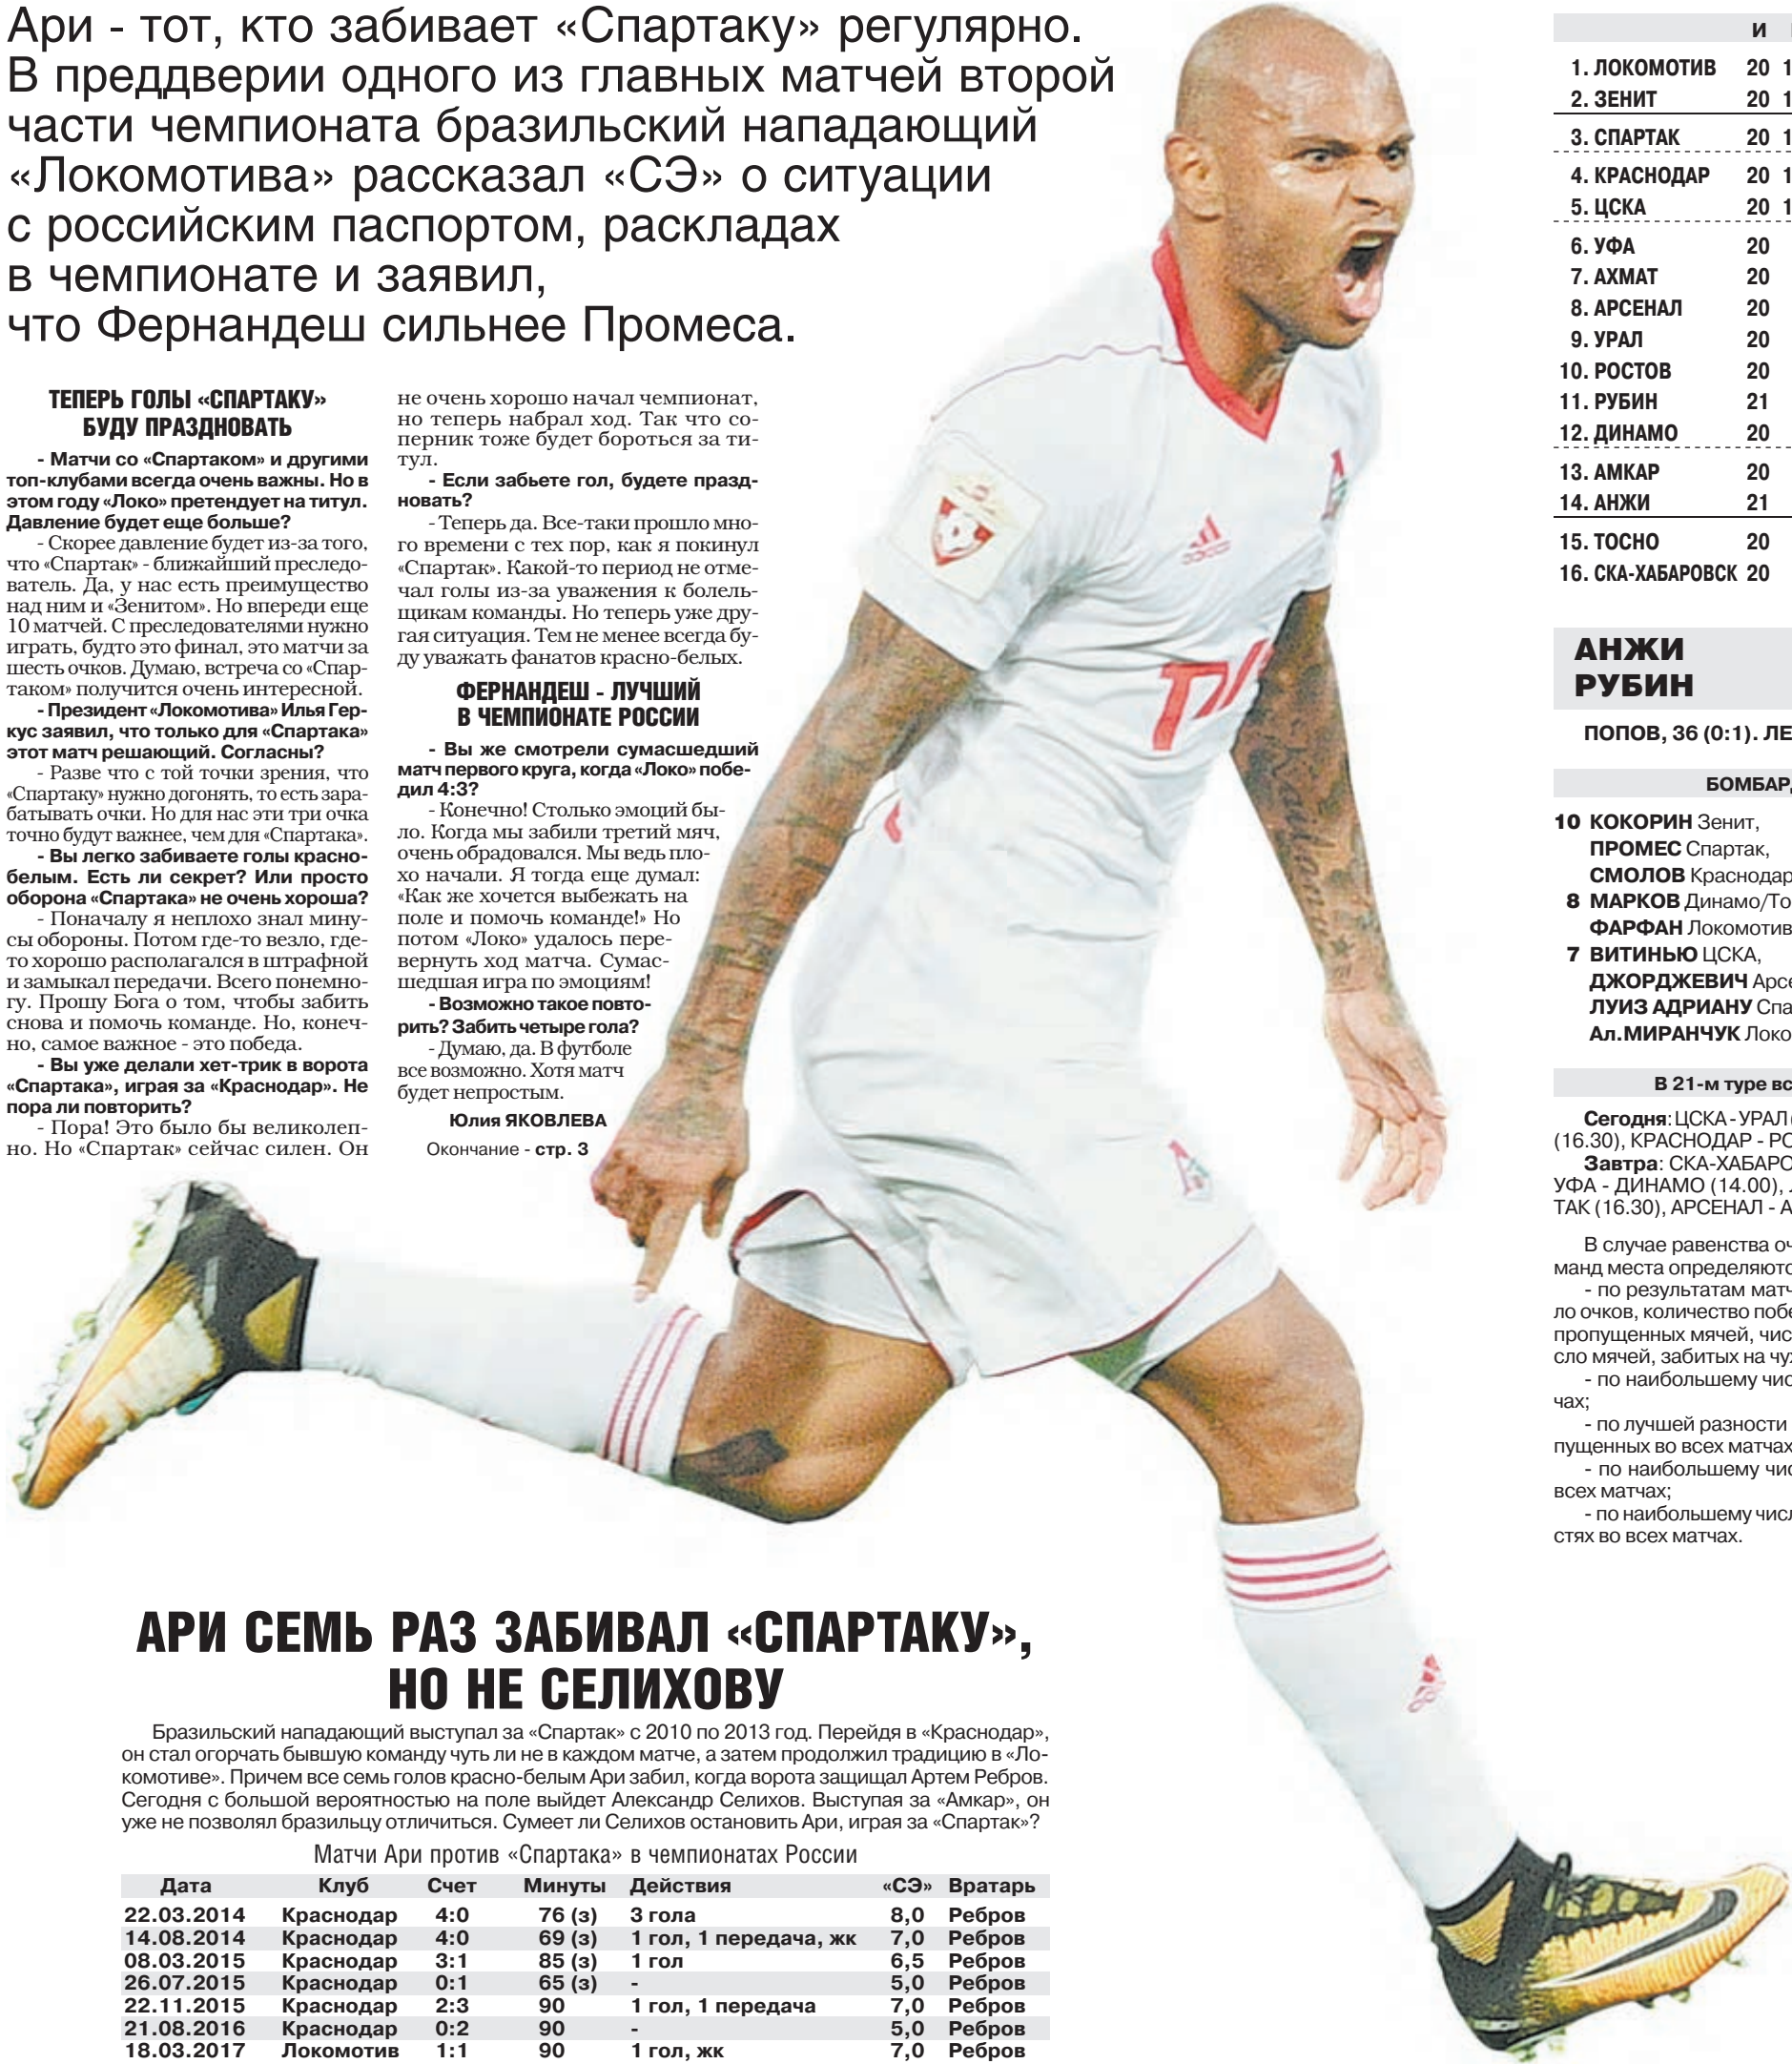 Ари - тот, кто забивает «Спартаку» регулярно.
В преддверии одного из главных матчей второй
части чемпионата бразильский нападающий
«Локомотива» рассказал «СЭ» о ситуации
с российским паспортом, раскладах
в чемпионате и заявил,
что Фернандеш сильнее Промеса.
ТЕПЕРЬ ГОЛЫ «СПАРТАКУ»
БУДУ ПРАЗДНОВАТЬ
- Матчи со «Спартаком» и другими
топ-клубами всегда очень важны. Но в
этом году «Локо» претендует на титул.
Давление будет еще больше?
- Скорее давление будет из-за того,
что «Спартак» - ближайший преследо-
ватель. Да, у нас есть преимущество
над ним и «Зенитом». Но впереди еще
10 матчей. С преследователями нужно
играть, будто это финал, это матчи за
шесть очков. Думаю, встреча со «Спар-
таком» получится очень интересной.
- Президент «Локомотива» Илья Гер-
кус заявил, что только для «Спартака»
этот матч решающий. Согласны?
- Разве что с той точки зрения, что
«Спартаку» нужно догонять, то есть зара-
батывать очки. Но для нас эти три очка
точно будут важнее, чем для «Спартака».
- Вы легко забиваете голы красно-
белым. Есть ли секрет? Или просто
оборона «Спартака» не очень хороша?
- Поначалу я неплохо знал мину-
сы обороны. Потом где-то везло, где-
то хорошо располагался в штрафной
и замыкал передачи. Всего понемно-
гу. Прошу Бога о том, чтобы забить
снова и помочь команде. Но, конеч-
но, самое важное - это победа.
- Вы уже делали хет-трик в ворота
«Спартака», играя за «Краснодар». Не
пора ли повторить?
- Пора! Это было бы великолеп-
но. Но «Спартак» сейчас силен. Он
не очень хорошо начал чемпионат,
но теперь набрал ход. Так что со-
перник тоже будет бороться за ти-
тул.
- Если забьете гол, будете празд-
новать?
- Теперь да. Все-таки прошло мно-
го времени с тех пор, как я покинул
«Спартак». Какой-то период не отме-
чал голы из-за уважения к болель-
щикам команды. Но теперь уже дру-
гая ситуация. Тем не менее всегда бу-
ду уважать фанатов красно-белых.
ФЕРНАНДЕШ - ЛУЧШИЙ
В ЧЕМПИОНАТЕ РОССИИ
- Вы же смотрели сумасшедший
матч первого круга, когда «Локо» побе-
дил 4:3?
- Конечно! Столько эмоций бы-
ло. Когда мы забили третий мяч,
очень обрадовался. Мы ведь пло-
хо начали. Я тогда еще думал:
«Как же хочется выбежать на
поле и помочь команде!» Но
потом «Локо» удалось пере-
вернуть ход матча. Сумас-
шедшая игра по эмоциям!
- Возможно такое повто-
рить? Забить четыре гола?
- Думаю, да. В футболе
все возможно. Хотя матч
будет непростым.
Юлия ЯКОВЛЕВА
Окончание - стр. 3
АРИ СЕМЬ РАЗ ЗАБИВАЛ «СПАРТАКУ»,
НО НЕ СЕЛИХОВУ
Бразильский нападающий выступал за «Спартак» с 2010 по 2013 год. Перейдя в «Краснодар»,
он стал огорчать бывшую команду чуть ли не в каждом матче, а затем продолжил традицию в «Ло-
комотиве». Причем все семь голов красно-белым Ари забил, когда ворота защищал Артем Ребров.
Сегодня с большой вероятностью на поле выйдет Александр Селихов. Выступая за «Амкар», он
уже не позволял бразильцу отличиться. Сумеет ли Селихов остановить Ари, играя за «Спартак»?
Матчи Ари против «Спартака» в чемпионатах России
Дата Клуб Счет Минуты Действия «СЭ» Вратарь
22.03.2014 Краснодар 4:0 76 (з) 3 гола 8,0 Ребров
14.08.2014 Краснодар 4:0 69 (з) 1 гол, 1 передача, жк 7,0 Ребров
08.03.2015 Краснодар 3:1 85 (з) 1 гол 6,5 Ребров
26.07.2015 Краснодар 0:1 65 (з) - 5,0 Ребров
22.11.2015 Краснодар 2:3 90 1 гол, 1 передача 7,0 Ребров
21.08.2016 Краснодар 0:2 90 - 5,0 Ребров
18.03.2017 Локомотив 1:1 90 1 гол, жк 7,0 Ребров
И
1. ЛОКОМОТИВ 20 1
2. ЗЕНИТ 20 1
3. СПАРТАК 20 1
4. КРАСНОДАР 20 1
5. ЦСКА 20 1
6. УФА 20
7. АХМАТ 20
8. АРСЕНАЛ 20
9. УРАЛ 20
10. РОСТОВ 20
11. РУБИН 21
12. ДИНАМО 20
13. АМКАР 20
14. АНЖИ 21
15. ТОСНО 20
16. СКА-ХАБАРОВСК 20
АНЖИ
РУБИН
ПОПОВ, 36 (0:1). ЛЕ
БОМБАР
10 КОКОРИН Зенит,
ПРОМЕС Спартак,
СМОЛОВ Краснодар
8 МАРКОВ Динамо/То
ФАРФАН Локомотив
7 ВИТИНЬЮ ЦСКА,
ДЖОРДЖЕВИЧ Арсе
ЛУИЗ АДРИАНУ Спа
Ал.МИРАНЧУК Локо
В 21-м туре вс
Сегодня: ЦСКА - УРАЛ
(16.30), КРАСНОДАР - РО
Завтра: СКА-ХАБАРО
УФА - ДИНАМО (14.00),
ТАК (16.30), АРСЕНАЛ - А
В случае равенства оч
манд места определяютс
- по результатам матч
ло очков, количество побе
пропущенных мячей, чис
сло мячей, забитых на чу
- по наибольшему чис
чах;
- по лучшей разности
пущенных во всех матчах
- по наибольшему чис
всех матчах;
- по наибольшему числ
стях во всех матчах.